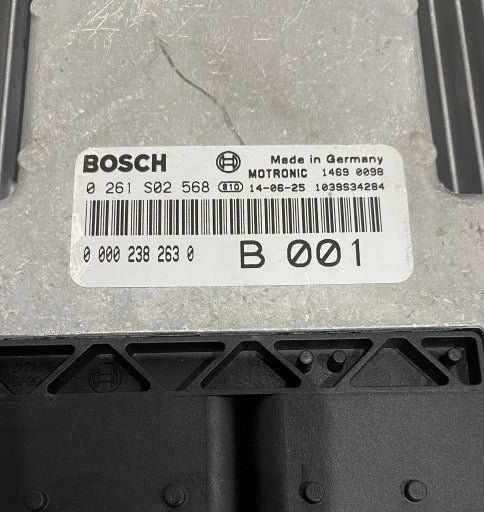 BOSCH Made in Germany
MOTRONIC 1469 0098
0 261 S02 568 810 14-06-25 1039S34284
0 000 238 263 0 B 001